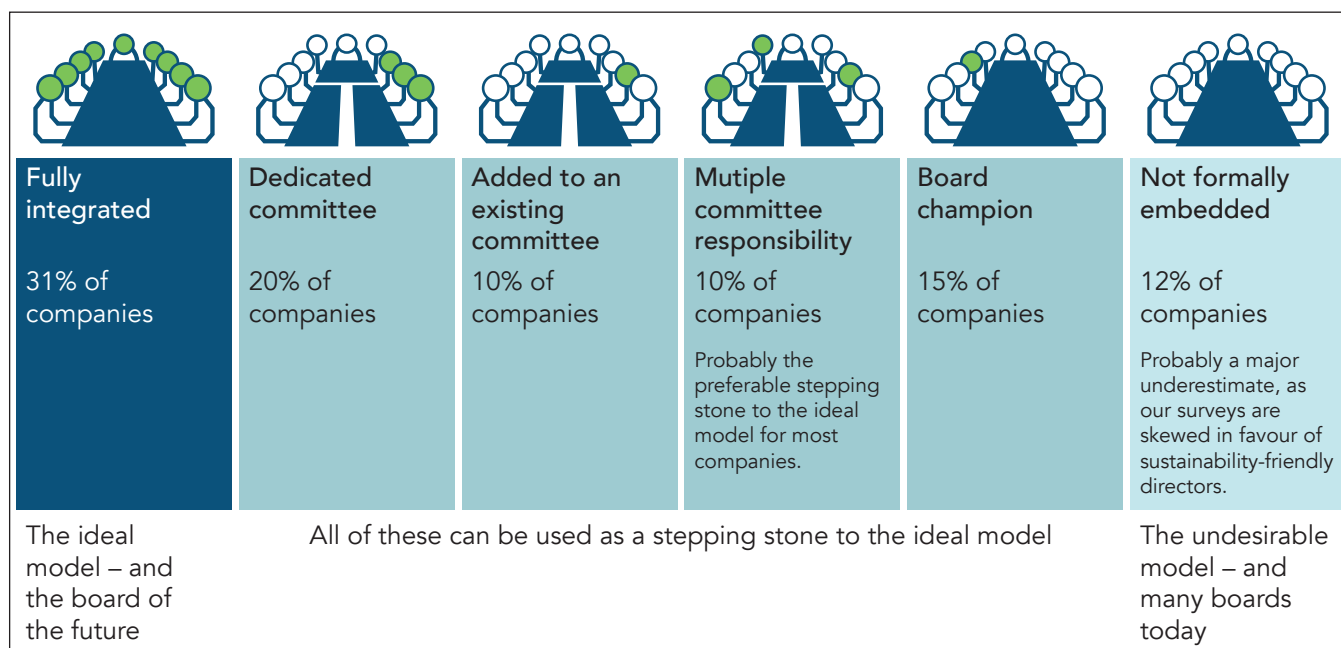 Fully
integrated
31% of
companies
Dedicated
committee
20% of
companies
Added to an
existing
committee
10% of
companies
Mutiple
committee
responsibility
10% of
companies
Probably the
preferable stepping
stone to the ideal
model for most
companies.
Board
champion
15% of
companies
Not formally
embedded
12% of
companies
Probably a major
underestimate, as
our surveys are
skewed in favour of
sustainability-friendly
directors.
The ideal
model – and
the board of
the future
All of these can be used as a stepping stone to the ideal model
The undesirable
model – and
many boards
today